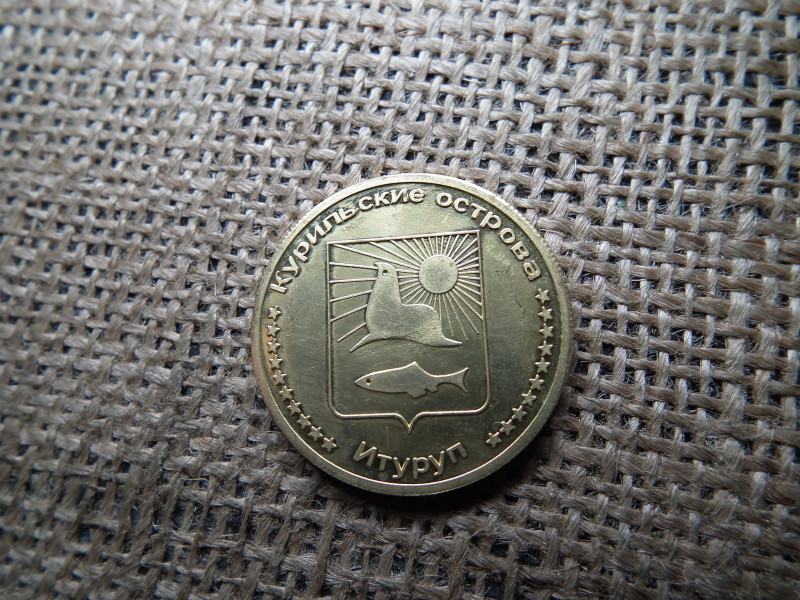 Курильские острова
Итуруп